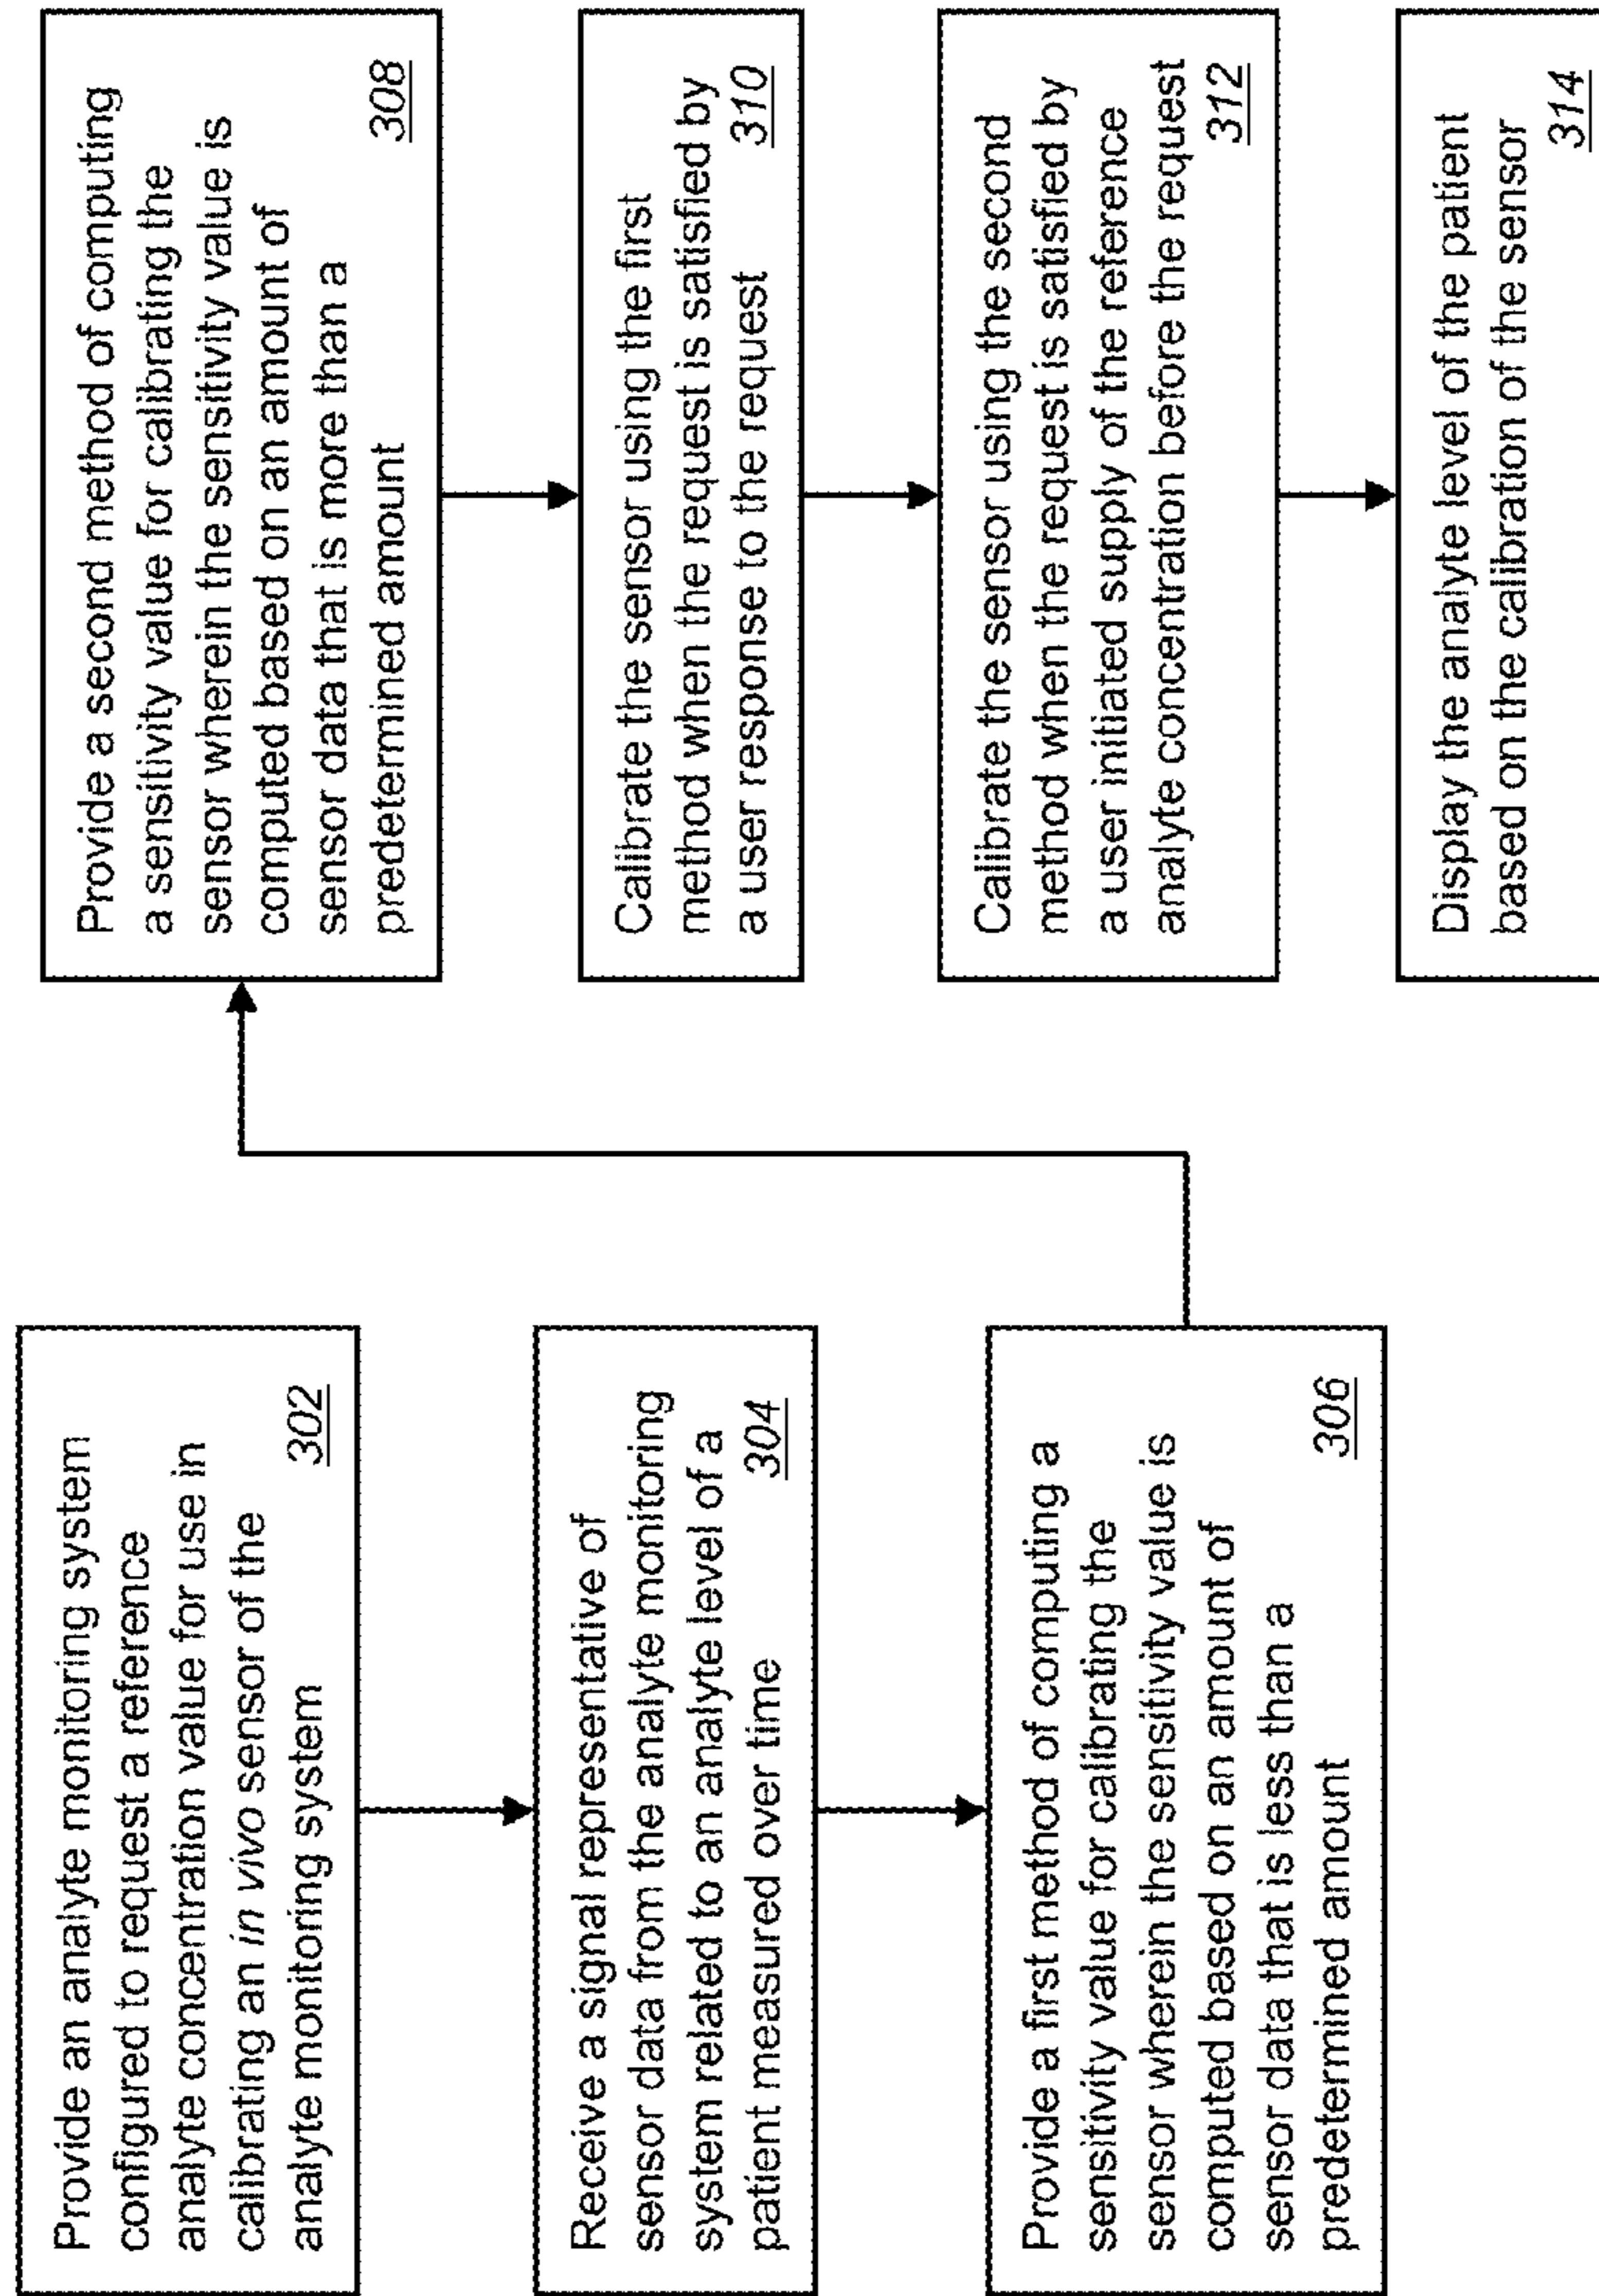 Provide an analyte monitoring system
configured to request a reference
analyte concentration value for use in
calibrating an in vivo sensor of the
analyte monitoring system
302
Receive a signal representative of
sensor data from the analyte monitoring
system related to an analyte level of a
patient measured over time
304
Provide a first method of computing a
sensitivity value for calibrating the
sensor wherein the sensitivity value is
computed based on an amount of
sensor data that is less than a
predetermined amount
306
Provide a second method of computing
a sensitivity value for calibrating the
sensor wherein the sensitivity value is
computed based on an amount of
sensor data that is more than a
predetermined amount
308
Calibrate the sensor using the first
method when the request is satisfied by
a user response to the request
310
Calibrate the sensor using the second
method when the request is satisfied by
a user initiated supply of the reference
analyte concentration before the request
312
Display the analyte level of the patient
based on the calibration of the sensor
314